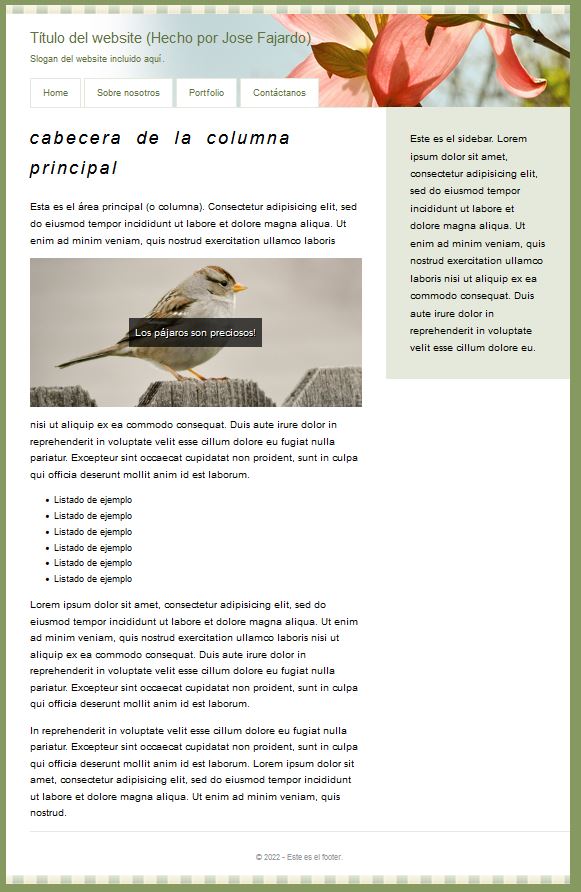 Título del website (Hecho por Jose Fajardo)
Slogan del website incluido aquí.
Home
Sobre nosotros
Portfolio
Contáctanos
cabecera de la columna
principal
Esta es el área principal (o columna). Consectetur adipisicing elit, sed
do eiusmod tempor incididunt ut labore et dolore magna aliqua. Ut
enim ad minim veniam, quis nostrud exercitation ullamco laboris
Los pájaros son preciosos!
nisi ut aliquip ex ea commodo consequat. Duis aute irure dolor in
reprehenderit in voluptate velit esse cillum dolore eu fugiat nulla
pariatur. Excepteur sint occaecat cupidatat non proident, sunt in culpa
qui officia deserunt mollit anim id est laborum.
Listado de ejemplo
Listado de ejemplo
Listado de ejemplo
Listado de ejemplo
Listado de ejemplo
Listado de ejemplo
Lorem ipsum dolor sit amet, consectetur adipisicing elit, sed do
eiusmod tempor incididunt ut labore et dolore magna aliqua. Ut enim
ad minim veniam, quis nostrud exercitation ullamco laboris nisi ut
aliquip ex ea commodo consequat. Duis aute irure dolor in
reprehenderit in voluptate velit esse cillum dolore eu fugiat nulla
pariatur. Excepteur sint occaecat cupidatat non proident, sunt in culpa
qui officia deserunt mollit anim id est laborum.
In reprehenderit in voluptate velit esse cillum dolore eu fugiat nulla
pariatur. Excepteur sint occaecat cupidatat non proident, sunt in culpa
qui officia deserunt mollit anim id est laborum. Lorem ipsum dolor sit
amet, consectetur adipisicing elit, sed do eiusmod tempor incididunt
ut labore et dolore magna aliqua. Ut enim ad minim veniam, quis
nostrud.
Este es el sidebar. Lorem
ipsum dolor sit amet,
consectetur adipisicing elit,
sed do eiusmod tempor
incididunt ut labore et
dolore magna aliqua. Ut
enim ad minim veniam, quis
nostrud exercitation ullamco
laboris nisi ut aliquip ex ea
commodo consequat. Duis
aute irure dolor in
reprehenderit in voluptate
velit esse cillum dolore eu.
© 2022 - Este es el footer.